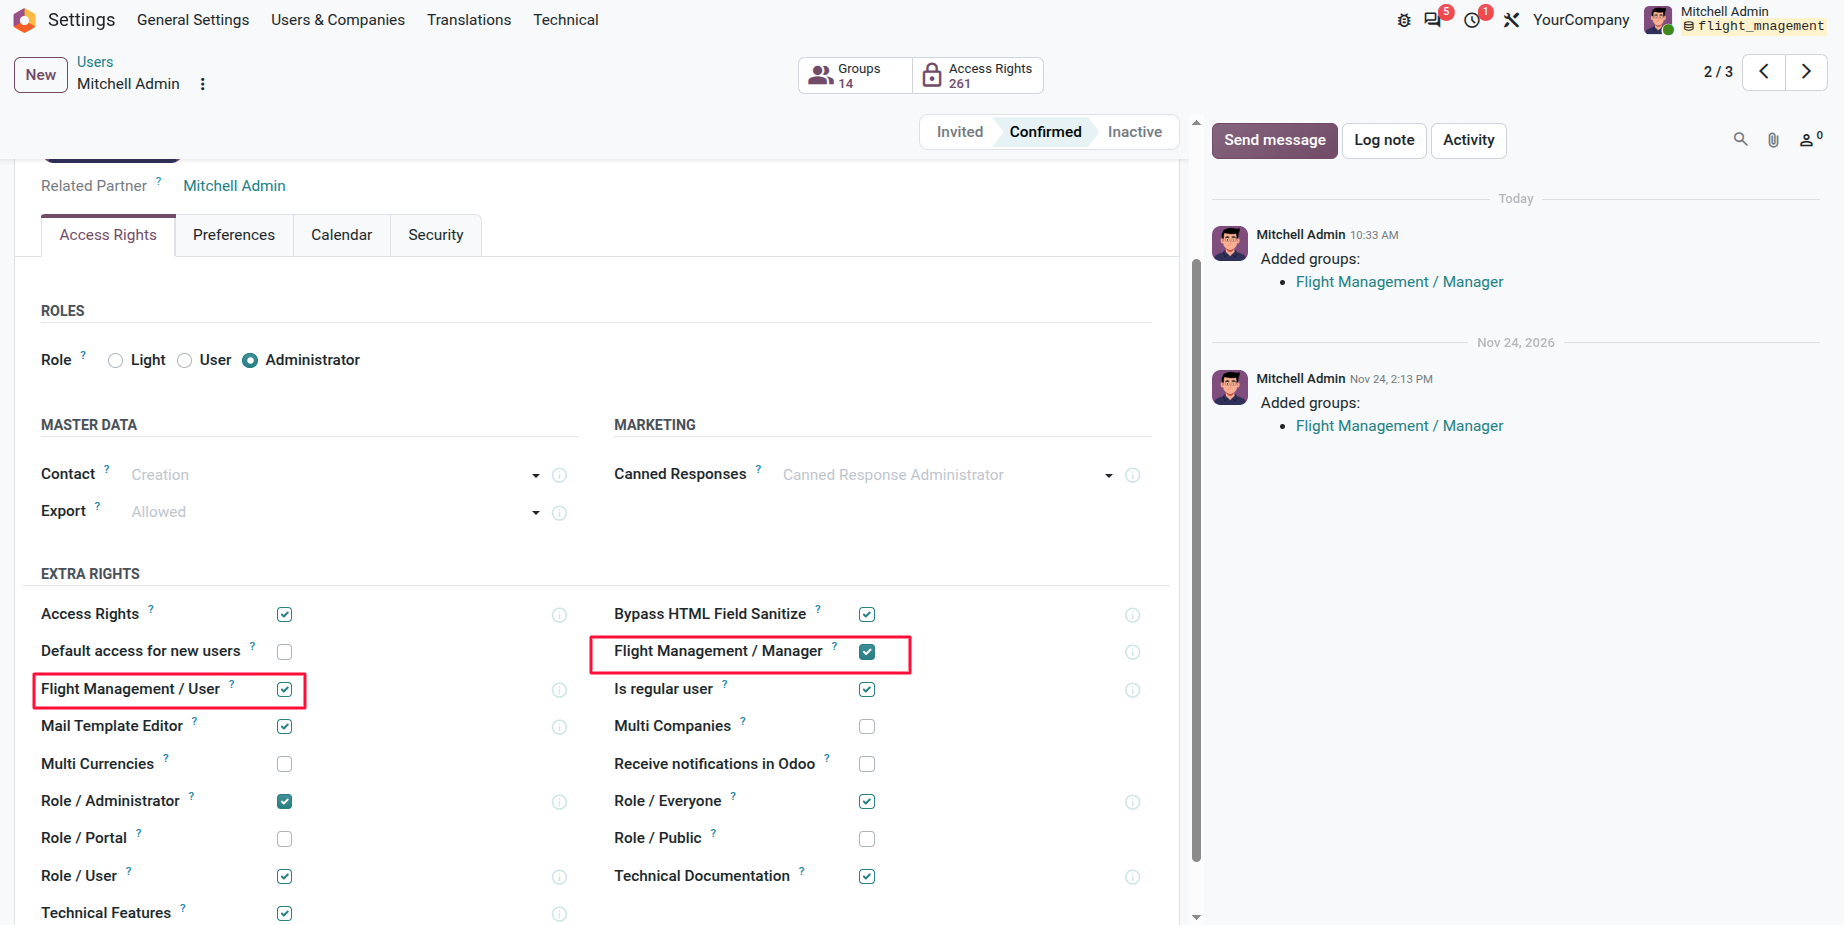 Settings General Settings Users & Companies Translations Technical 5 1 YourCompany Mitchell Admin
flight_mnagement
New Users
Mitchell Admin
Groups
14
Access Rights
261
2 / 3
Invited Confirmed Inactive
Send message Log note Activity 0
Related Partner ? Mitchell Admin
Access Rights Preferences Calendar Security
ROLES
Role ? Light User Administrator
MASTER DATA MARKETING
Contact ? Creation Canned Responses ? Canned Response Administrator
Export ? Allowed
EXTRA RIGHTS
Access Rights ? Bypass HTML Field Sanitize ?
Default access for new users ? Flight Management / Manager ?
Flight Management / User ? Is regular user ?
Mail Template Editor ? Multi Companies ?
Multi Currencies ? Receive notifications in Odoo ?
Role / Administrator ? Role / Everyone ?
Role / Portal ? Role / Public ?
Role / User ? Technical Documentation ?
Technical Features ?
Today
Mitchell Admin 10:33 AM
Added groups:
Flight Management / Manager
Nov 24, 2026
Mitchell Admin Nov 24, 2:13 PM
Added groups:
Flight Management / Manager